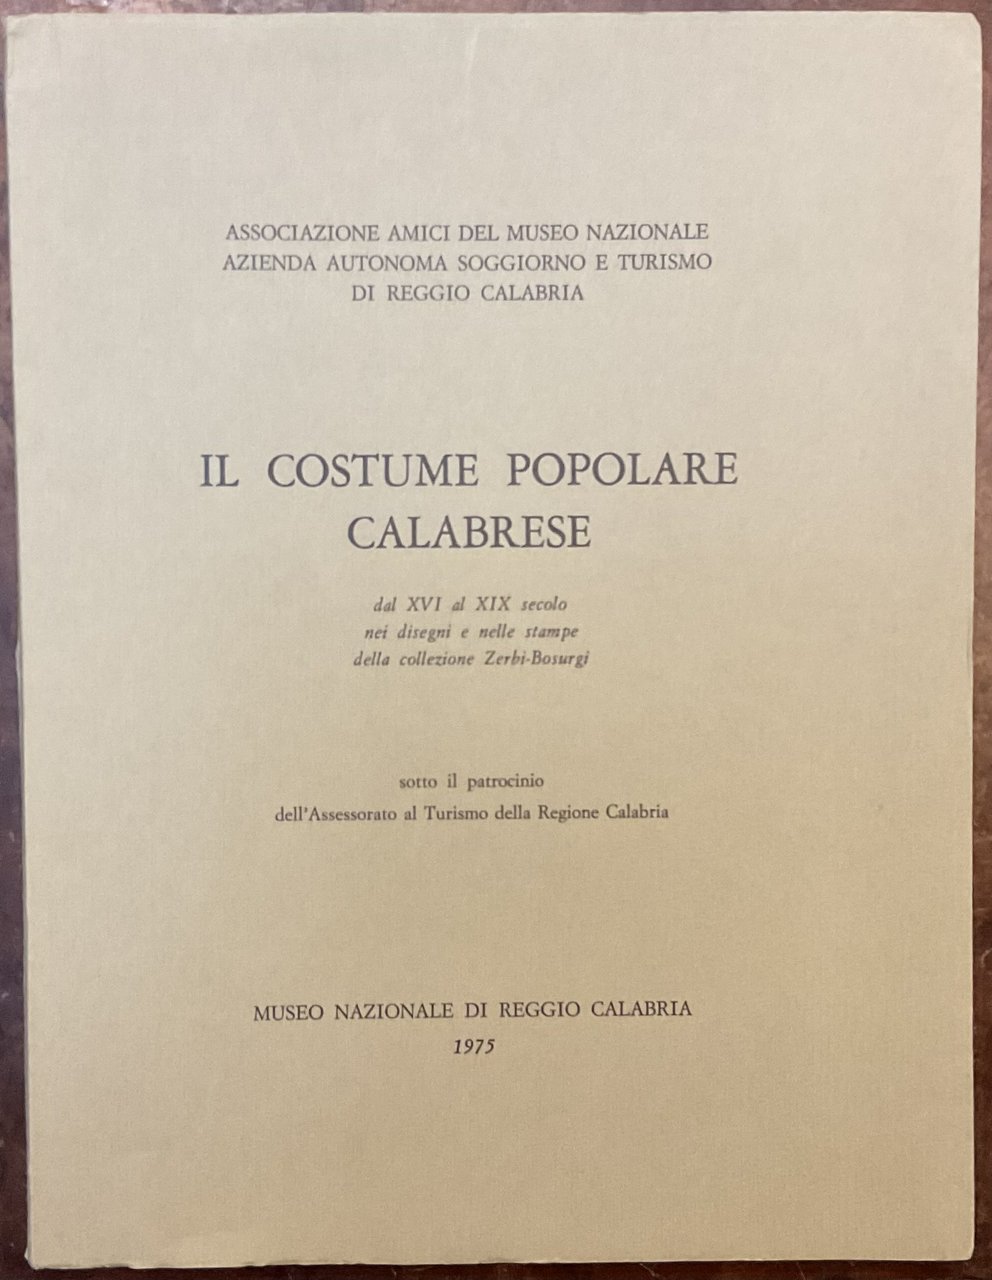 ASSOCIAZIONE AMICI DEL MUSEO NAZIONALE
AZIENDA AUTONOMA SOGGIORNO E TURISMO
DI REGGIO CALABRIA
IL COSTUME POPOLARE
CALABRESE
dal XVI al XIX secolo
nei disegni e nelle stampe
della collezione Zerbi-Bosurgi
sotto il patrocinio
dell'Assessorato al Turismo della Regione Calabria
MUSEO NAZIONALE DI REGGIO CALABRIA
1975